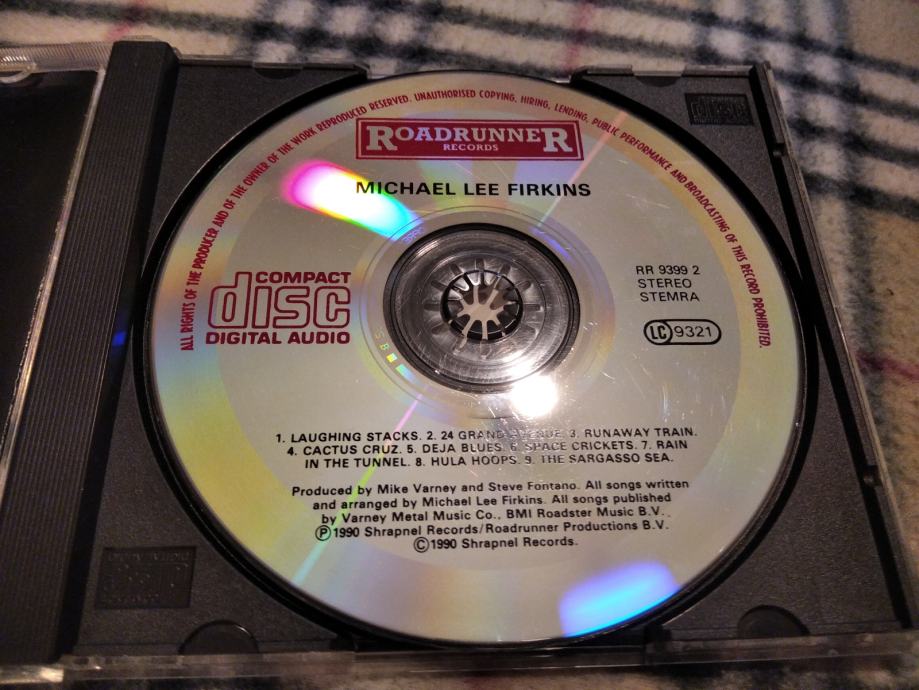 ALL RIGHTS OF THE PRODUCER AND OF THE OWNER OF THE WORK REPRODUCED RESERVED. UNAUTHORISED COPYING, HIRING, LENDING, PUBLIC PERFORMANCE AND BROADCASTING OF THIS RECORD PROHIBITED.
ROADRUNNER
RECORDS
MICHAEL LEE FIRKINS
COMPACT
disc
DIGITAL AUDIO
RR 9399 2
STEREO
STEMRA
LC 9321
1. LAUGHING STACKS. 2. 24 GRAND AVENUE. 3. RUNAWAY TRAIN.
4. CACTUS CRUZ. 5. DEJA BLUES. 6. SPACE CRICKETS. 7. RAIN
IN THE TUNNEL. 8. HULA HOOPS. 9. THE SARGASSO SEA.
Produced by Mike Varney and Steve Fontano. All songs written
and arranged by Michael Lee Firkins. All songs published
by Varney Metal Music Co., BMI Roadster Music B.V.
Ⓟ1990 Shrapnel Records/Roadrunner Productions B.V.
©1990 Shrapnel Records.